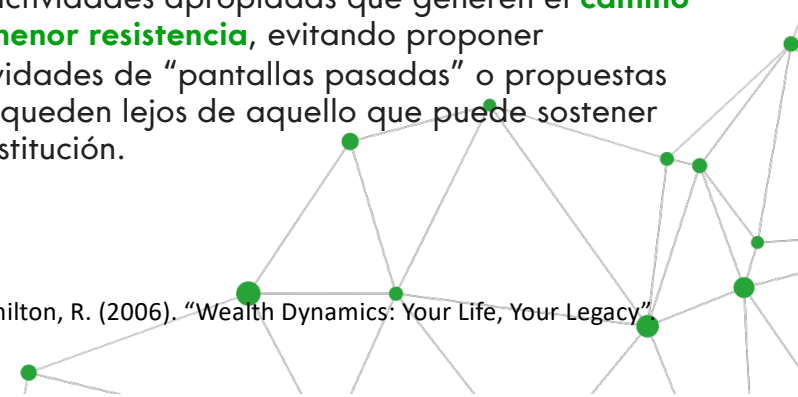 actividades apropiadas que generen el camino
menor resistencia, evitando proponer
vidades de “pantallas pasadas” o propuestas
queden lejos de aquello que puede sostener
stitución.
nilton, R. (2006). “Wealth Dynamics: Your Life, Your Legacy”.